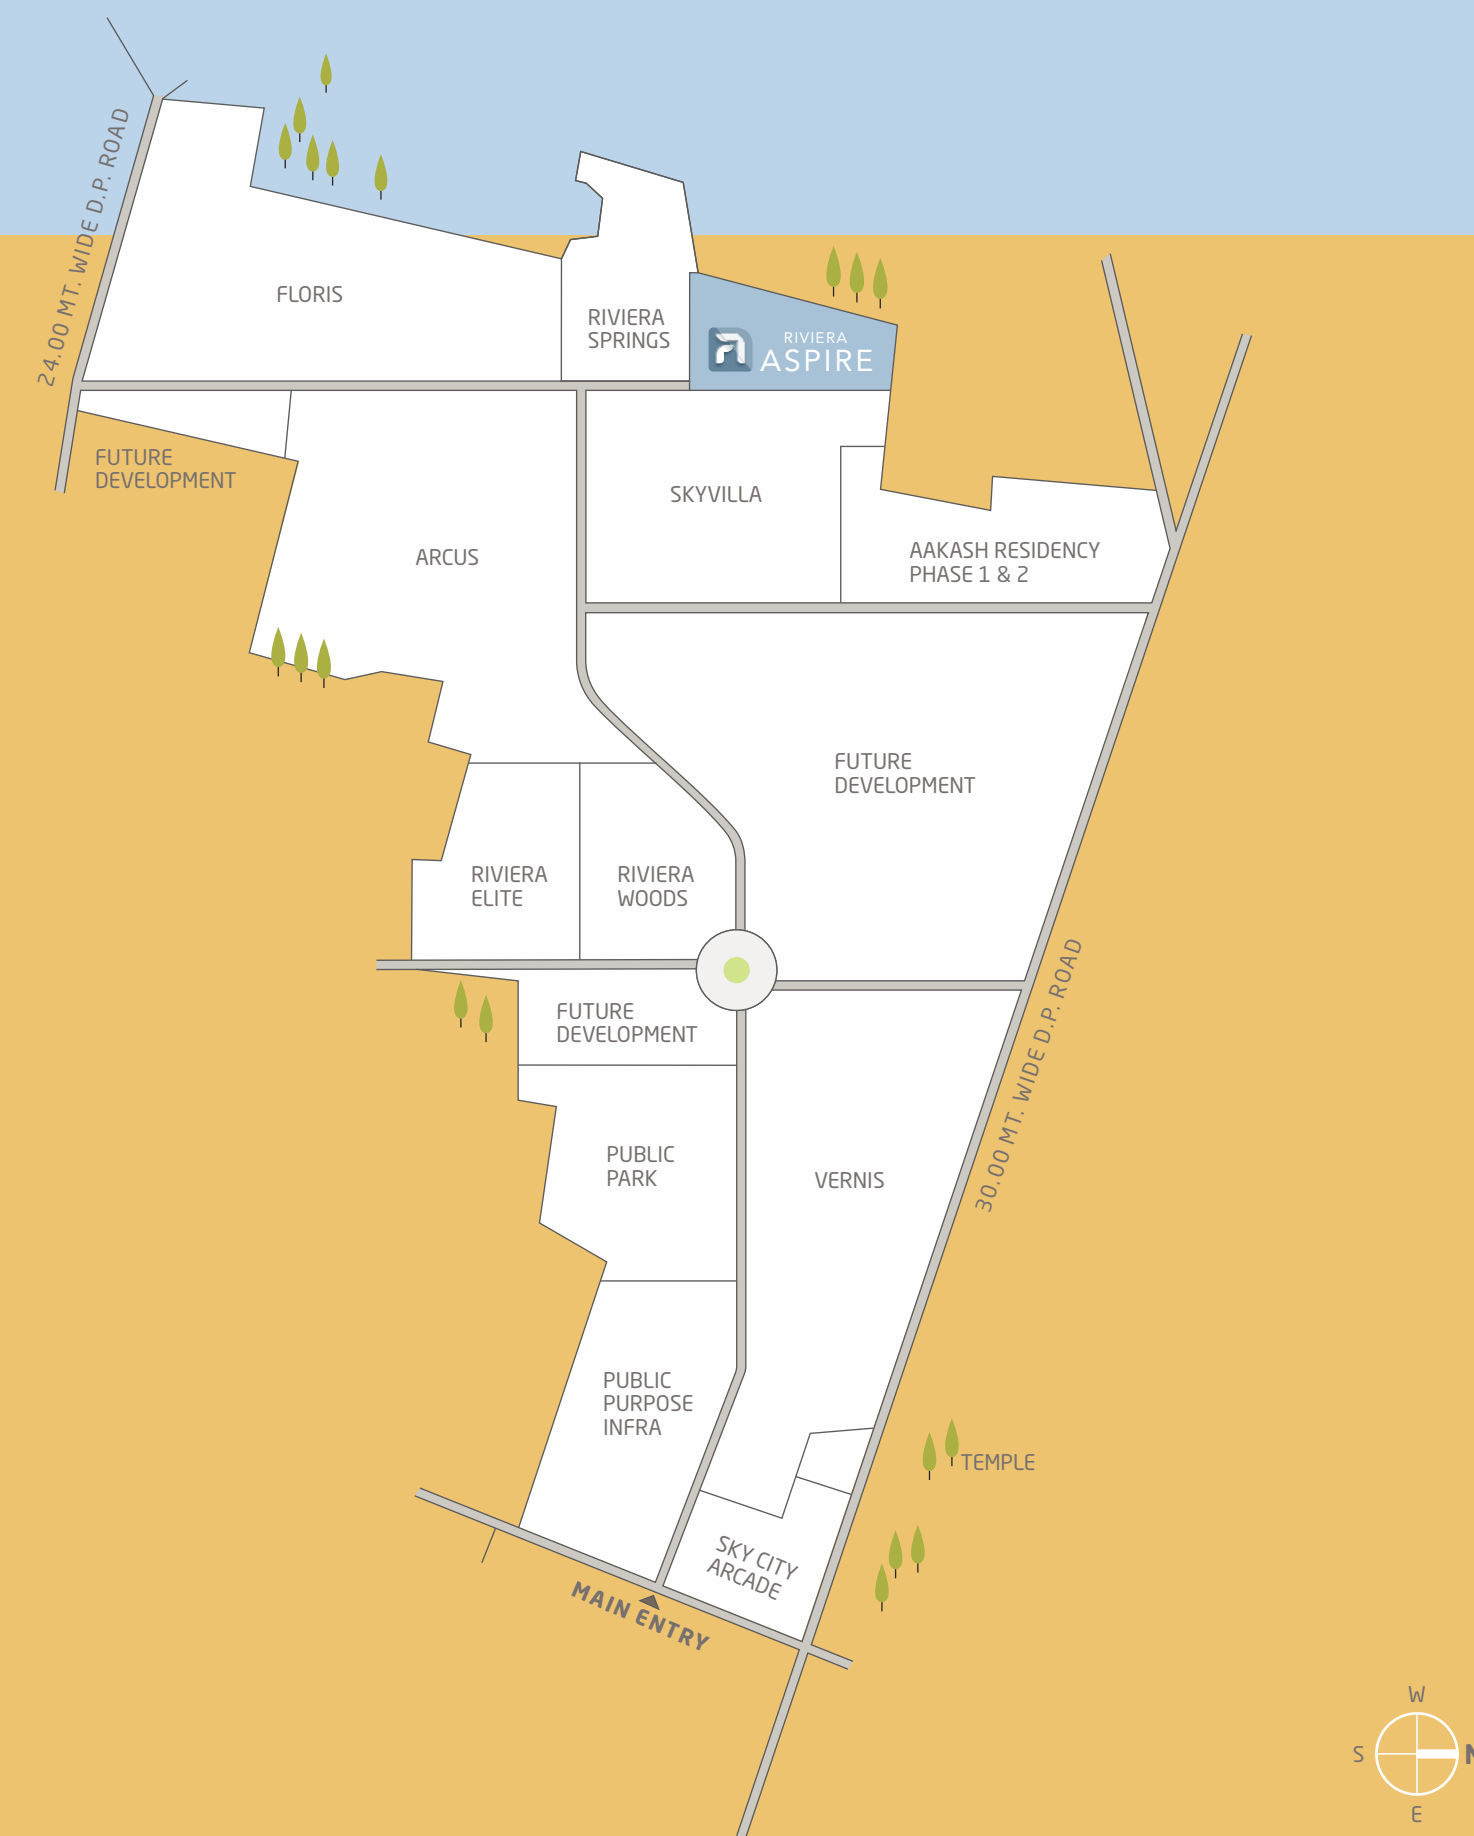 24.00 MT. WIDE D.P. ROAD
FLORIS
RIVIERA
SPRINGS
RIVIERA
ASPIRE
FUTURE
DEVELOPMENT
SKYVILLA
ARCUS
AAKASH RESIDENCY
PHASE 1 & 2
FUTURE
DEVELOPMENT
RIVIERA
ELITE
RIVIERA
WOODS
FUTURE
DEVELOPMENT
30.00 MT. WIDE D.P. ROAD
PUBLIC
PARK
VERNIS
PUBLIC
PURPOSE
INFRA
TEMPLE
SKY CITY
ARCADE
MAIN ENTRY
W
S
N
E